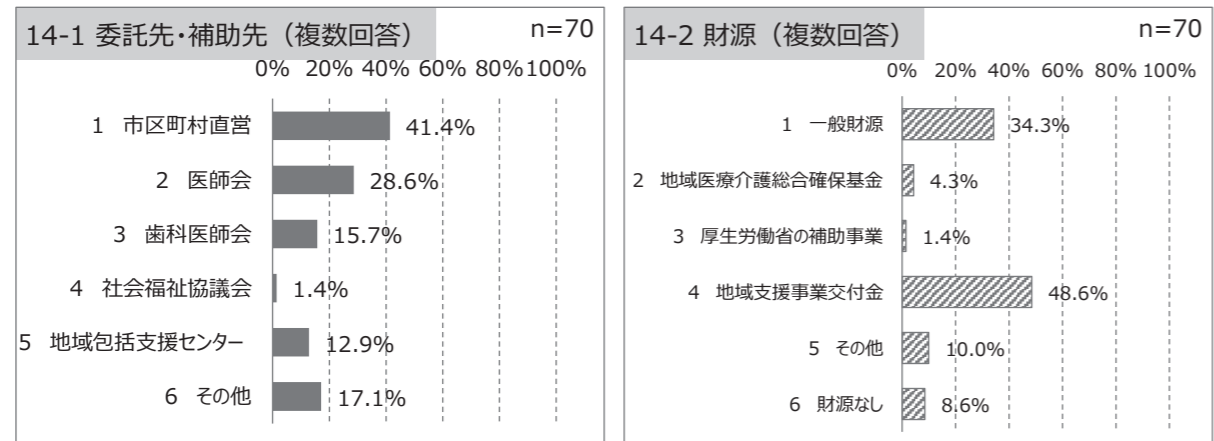 14-1 委託先・補助先（複数回答） n=70
0% 20% 40% 60% 80%100%
1 市区町村直営 41.4%
2 医師会 28.6%
3 歯科医師会 15.7%
4 社会福祉協議会 1.4%
5 地域包括支援センター 12.9%
6 その他 17.1%
14-2 財源（複数回答） n=70
0% 20% 40% 60% 80% 100%
1 一般財源 34.3%
2 地域医療介護総合確保基金 4.3%
3 厚生労働省の補助事業 1.4%
4 地域支援事業交付金 48.6%
5 その他 10.0%
6 財源なし 8.6%